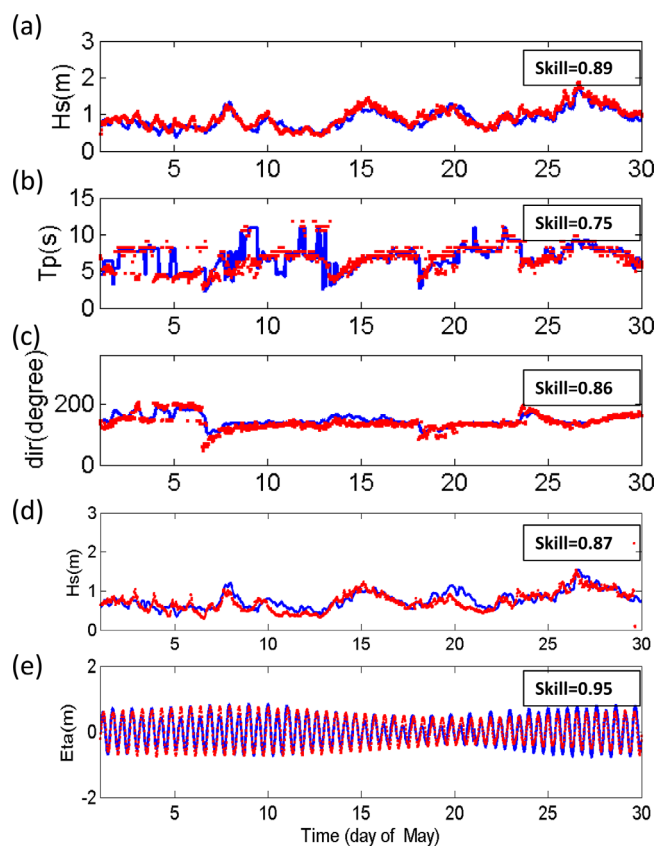 (a)
3
2
1
0
Hs(m)
Skill=0.89
5 10 15 20 25 30
(b)
15
10
5
0
Tp(s)
Skill=0.75
5 10 15 20 25 30
(c)
200
0
dir(degree)
Skill=0.86
5 10 15 20 25 30
(d)
3
2
1
0
Hs(m)
Skill=0.87
5 10 15 20 25 30
(e)
2
0
-2
Eta(m)
Skill=0.95
5 10 15 20 25 30
Time (day of May)